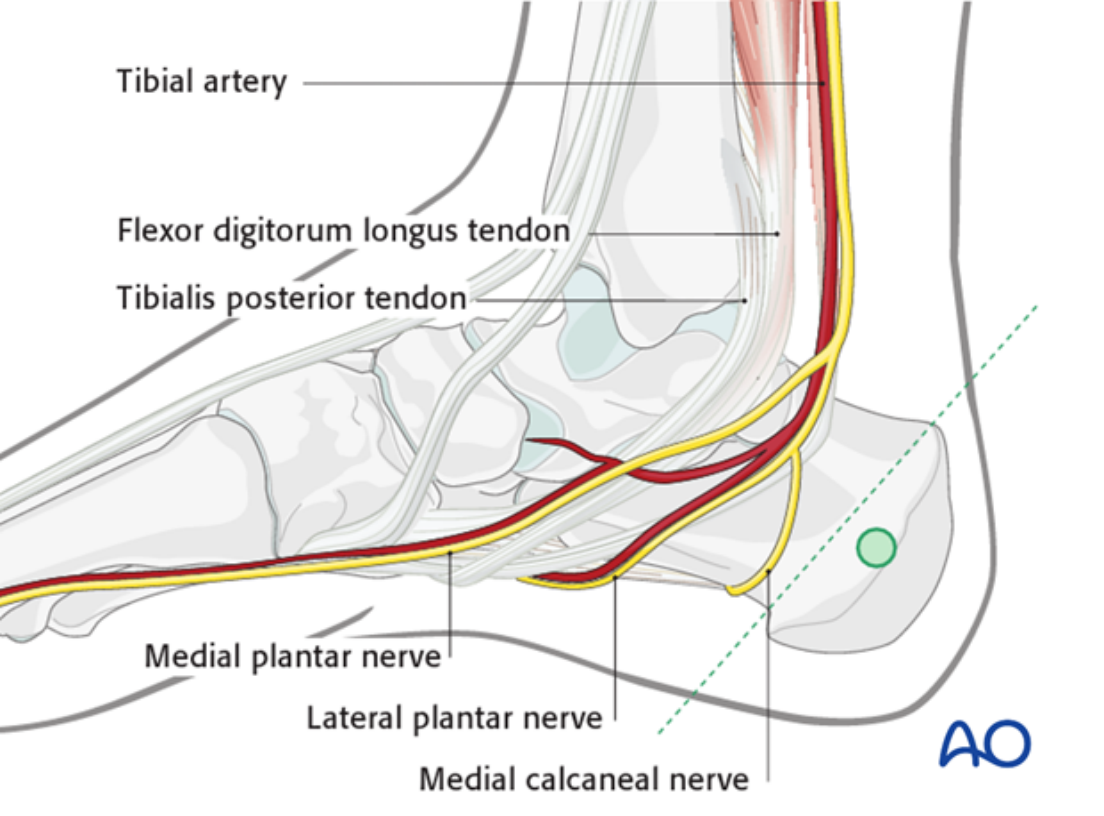 Tibial artery
Flexor digitorum longus tendon
Tibialis posterior tendon
Medial plantar nerve
Lateral plantar nerve
Medial calcaneal nerve
AO